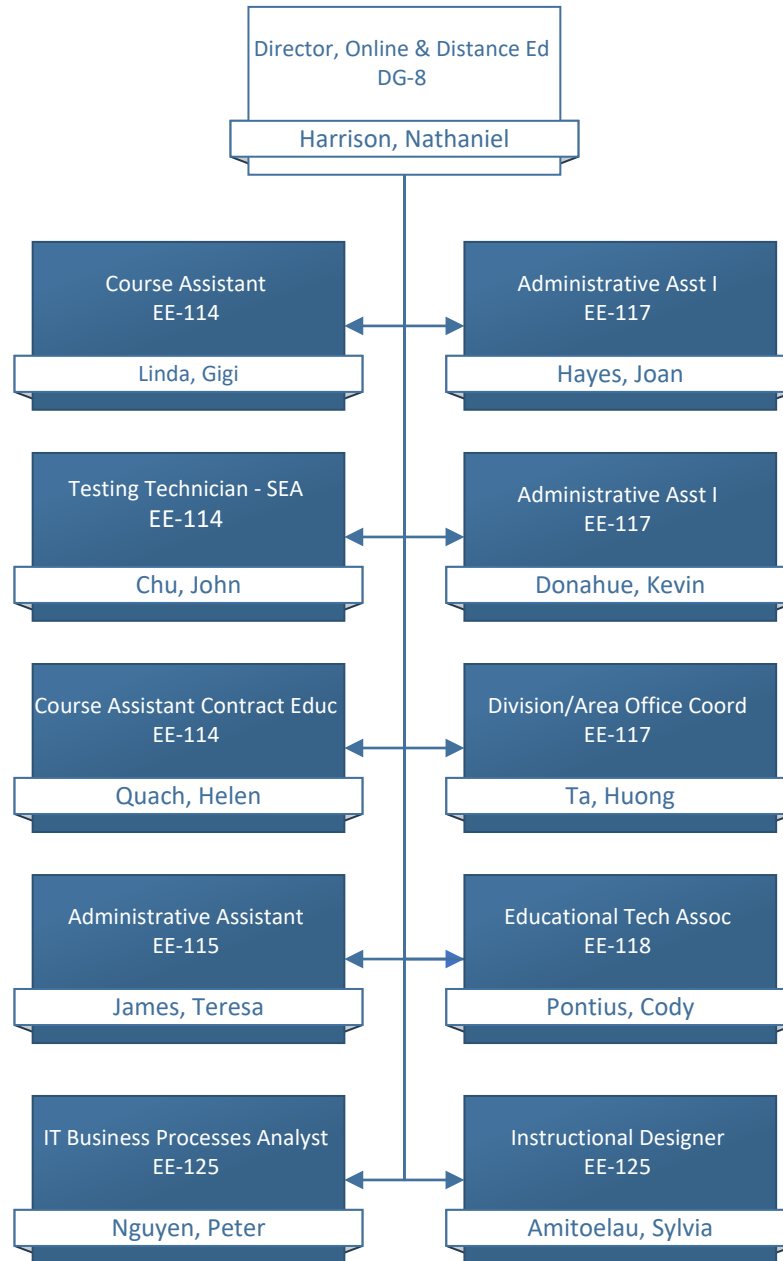 Director, Online & Distance Ed
DG-8
Harrison, Nathaniel
Course Assistant
EE-114
Linda, Gigi
Administrative Asst I
EE-117
Hayes, Joan
Testing Technician - SEA
EE-114
Chu, John
Administrative Asst I
EE-117
Donahue, Kevin
Course Assistant Contract Educ
EE-114
Quach, Helen
Division/Area Office Coord
EE-117
Ta, Huong
Administrative Assistant
EE-115
James, Teresa
Educational Tech Assoc
EE-118
Pontius, Cody
IT Business Processes Analyst
EE-125
Nguyen, Peter
Instructional Designer
EE-125
Amitoelau, Sylvia